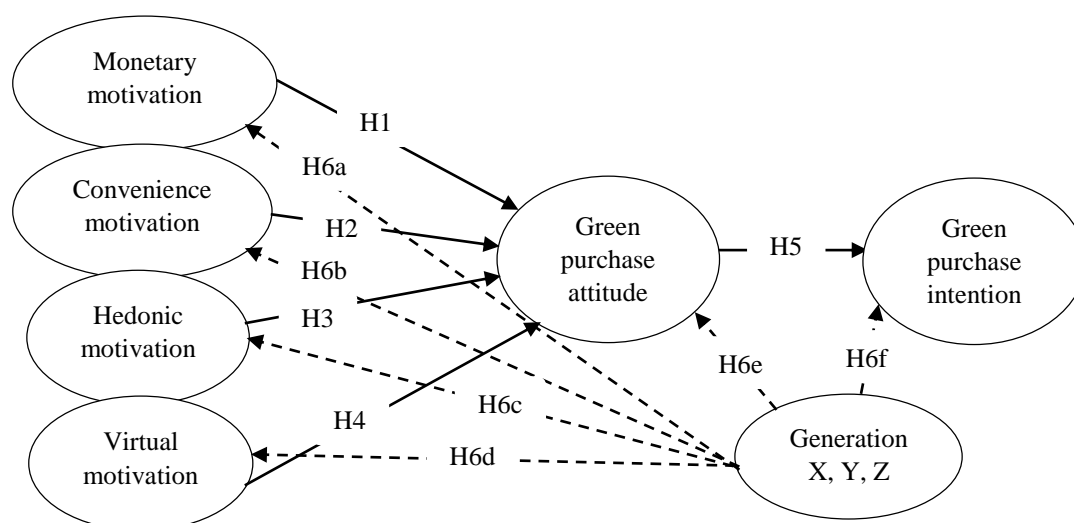 Monetary
motivation
H1
H6a
Convenience
motivation
H2
H6b
Hedonic
motivation
H3
H6c
Virtual
motivation
H4
H6d
Green
purchase
attitude
H5
Green
purchase
intention
H6e
H6f
Generation
X, Y, Z